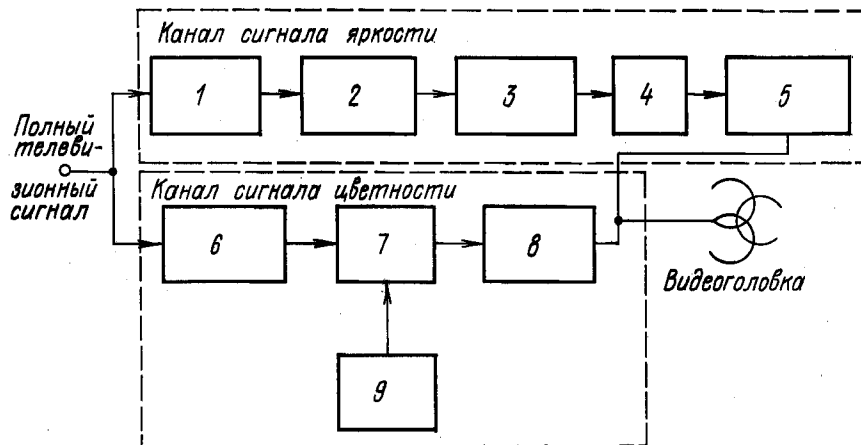 Канал сигнала яркости
1
2
3
4
5
Полный
телеви-
зионный
сигнал
Канал сигнала цветности
6
7
8
Видеоголовка
9